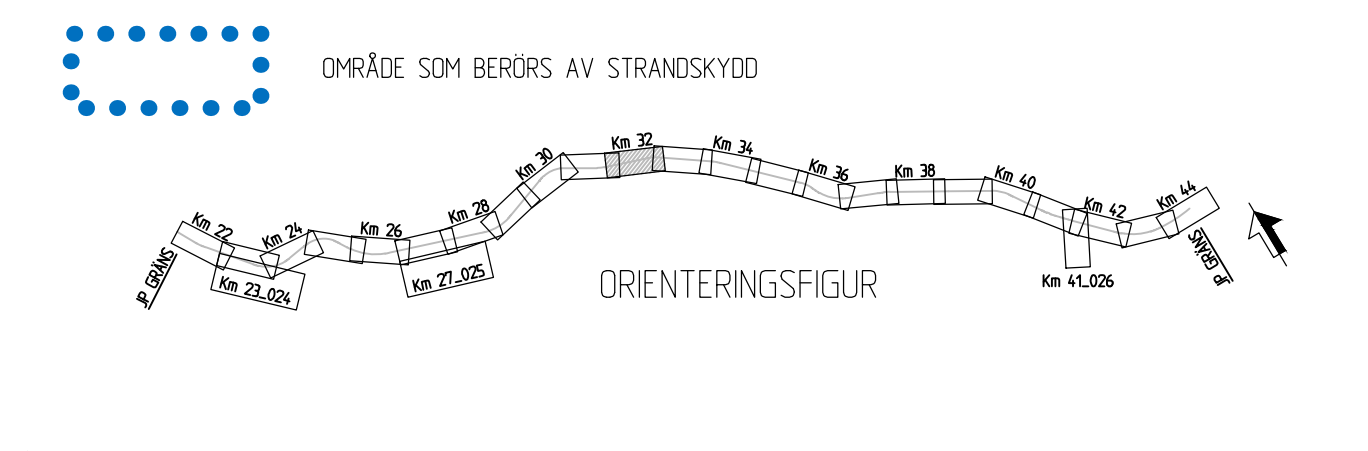 OMRÅDE SOM BERÖRS AV STRANDSKYDD
Km 22
Km 24
Km 26
Km 28
Km 30
Km 32
Km 34
Km 36
Km 38
Km 40
Km 42
Km 44
JP GRÄNS
Km 23_024
Km 27_025
Km 41_026
JP GRÄNS
ORIENTERINGSFIGUR